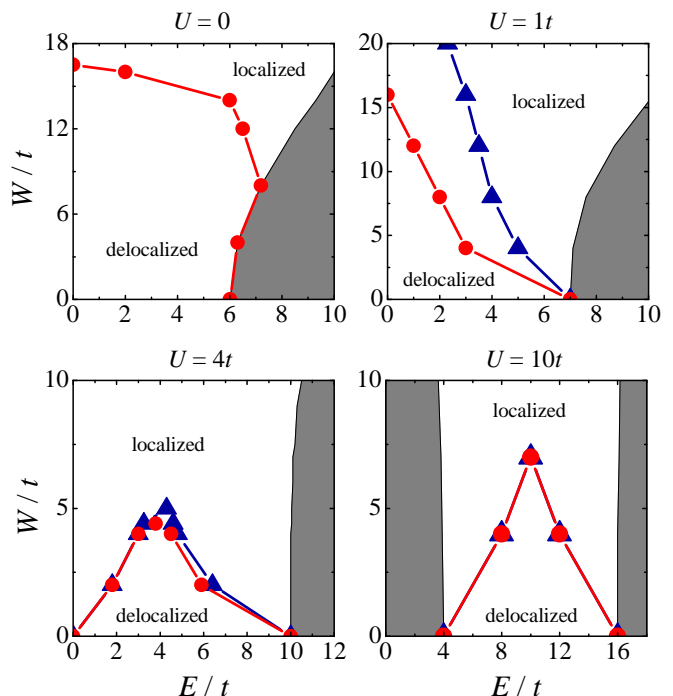 U = 0
U = 1t
18
12
6
0
W / t
localized
delocalized
0 2 4 6 8 10
20
15
10
5
0
localized
delocalized
0 2 4 6 8 10
U = 4t
U = 10t
10
5
0
W / t
localized
delocalized
0 2 4 6 8 10 12
E / t
10
5
0
localized
delocalized
0 4 8 12 16
E / t